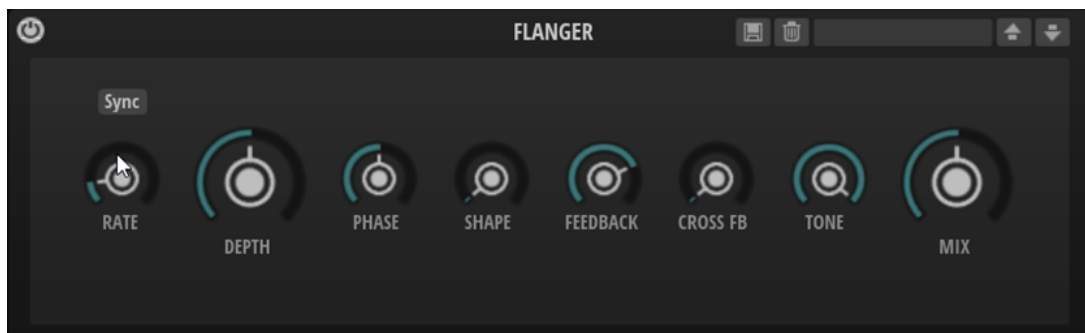 FLANGER
Sync
RATE
DEPTH
PHASE
SHAPE
FEEDBACK
CROSS FB
TONE
MIX